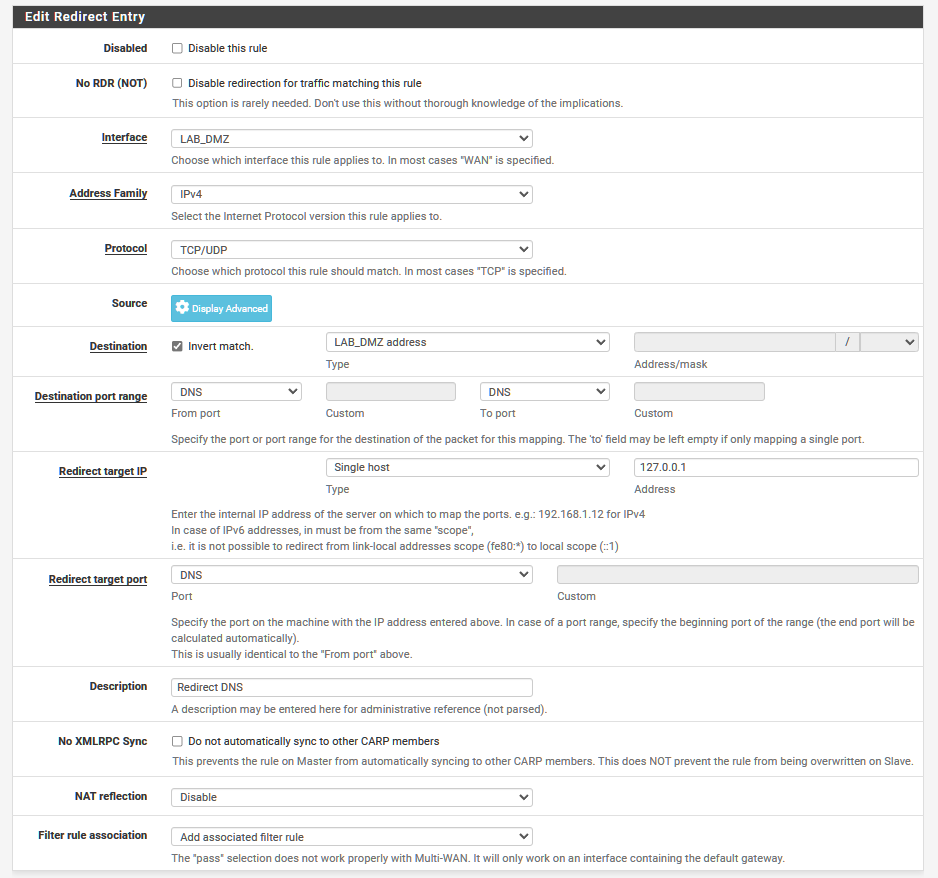 Edit Redirect Entry
Disabled
Disable this rule
No RDR (NOT)
Disable redirection for traffic matching this rule
This option is rarely needed. Don't use this without thorough knowledge of the implications.
Interface
LAB_DMZ
Choose which interface this rule applies to. In most cases "WAN" is specified.
Address Family
IPv4
Select the Internet Protocol version this rule applies to.
Protocol
TCP/UDP
Choose which protocol this rule should match. In most cases "TCP" is specified.
Source
Display Advanced
Destination
Invert match.
LAB_DMZ address
/
Type
Address/mask
Destination port range
DNS
DNS
From port
Custom
To port
Custom
Specify the port or port range for the destination of the packet for this mapping. The 'to' field may be left empty if only mapping a single port.
Redirect target IP
Single host
127.0.0.1
Type
Address
Enter the internal IP address of the server on which to map the ports. e.g.: 192.168.1.12 for IPv4
In case of IPv6 addresses, in must be from the same "scope",
i.e. it is not possible to redirect from link-local addresses scope (fe80:*) to local scope (::1)
Redirect target port
DNS
Port
Custom
Specify the port on the machine with the IP address entered above. In case of a port range, specify the beginning port of the range (the end port will be
calculated automatically).
This is usually identical to the "From port" above.
Description
Redirect DNS
A description may be entered here for administrative reference (not parsed).
No XMLRPC Sync
Do not automatically sync to other CARP members
This prevents the rule on Master from automatically syncing to other CARP members. This does NOT prevent the rule from being overwritten on Slave.
NAT reflection
Disable
Filter rule association
Add associated filter rule
The "pass" selection does not work properly with Multi-WAN. It will only work on an interface containing the default gateway.